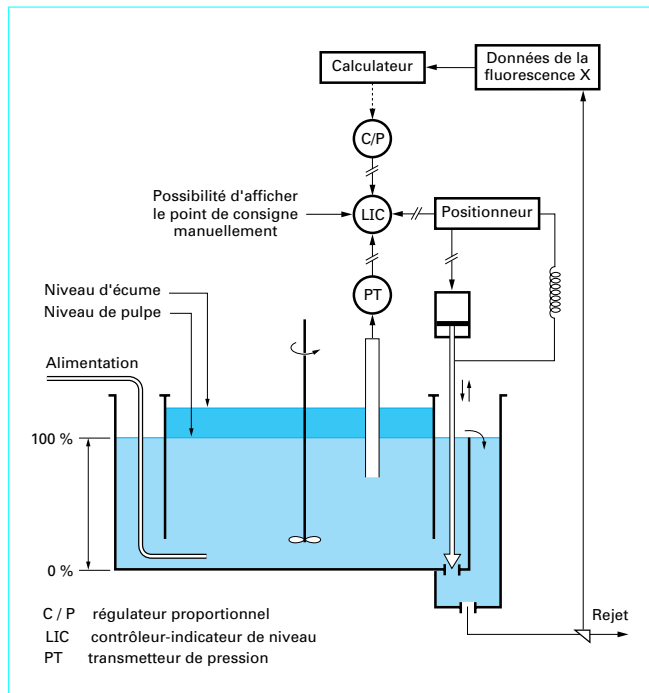 Calculateur
Données de la
fluorescence X
C/P
Possibilité d'afficher
le point de consigne
manuellement
LIC
Positionneur
PT
Niveau d'écume
Niveau de pulpe
Alimentation
100 %
0 %
Rejet
C / P régulateur proportionnel
LIC contrôleur-indicateur de niveau
PT transmetteur de pression